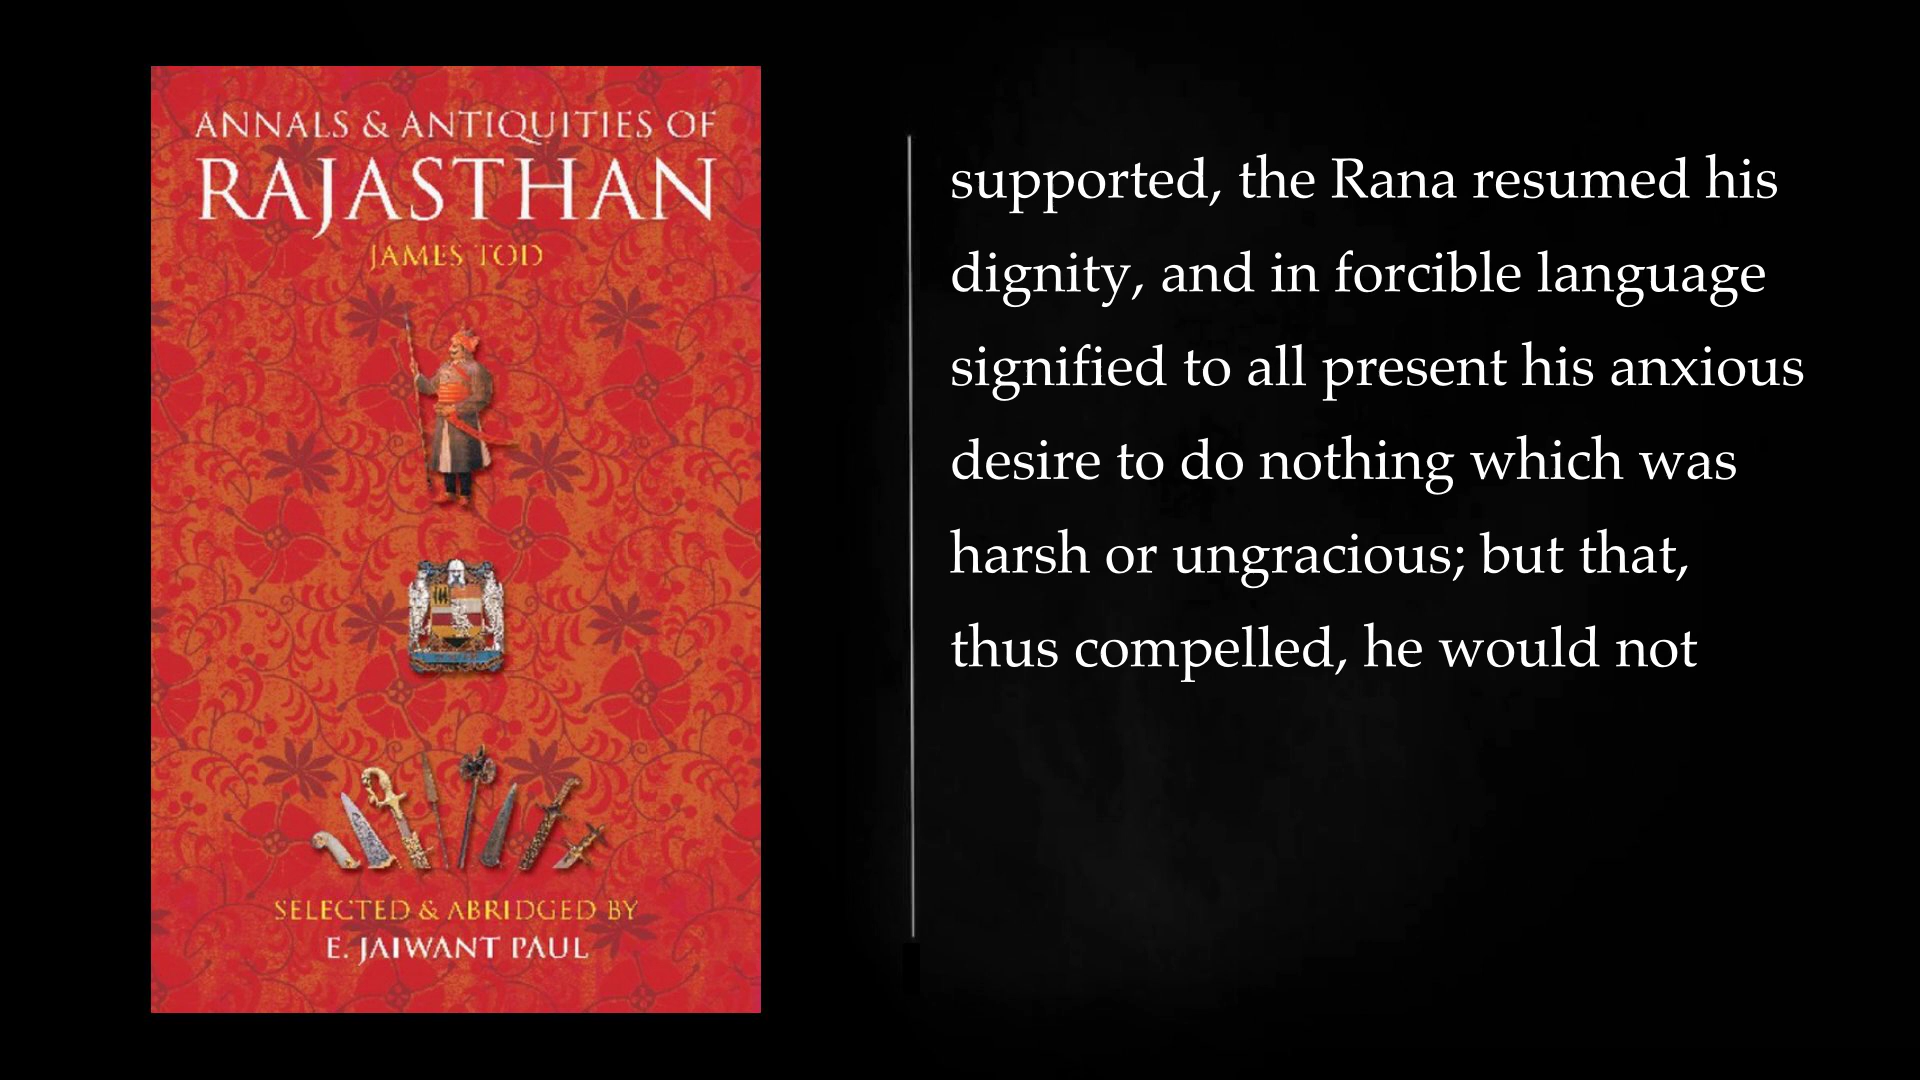 ANNALS & ANTIQUITIES OF
RAJASTHAN
JAMES TOD
SELECTED & ABRIDGED BY
E. JAIWANT PAUL
supported, the Rana resumed his
dignity, and in forcible language
signified to all present his anxious
desire to do nothing which was
harsh or ungracious; but that,
thus compelled, he would not